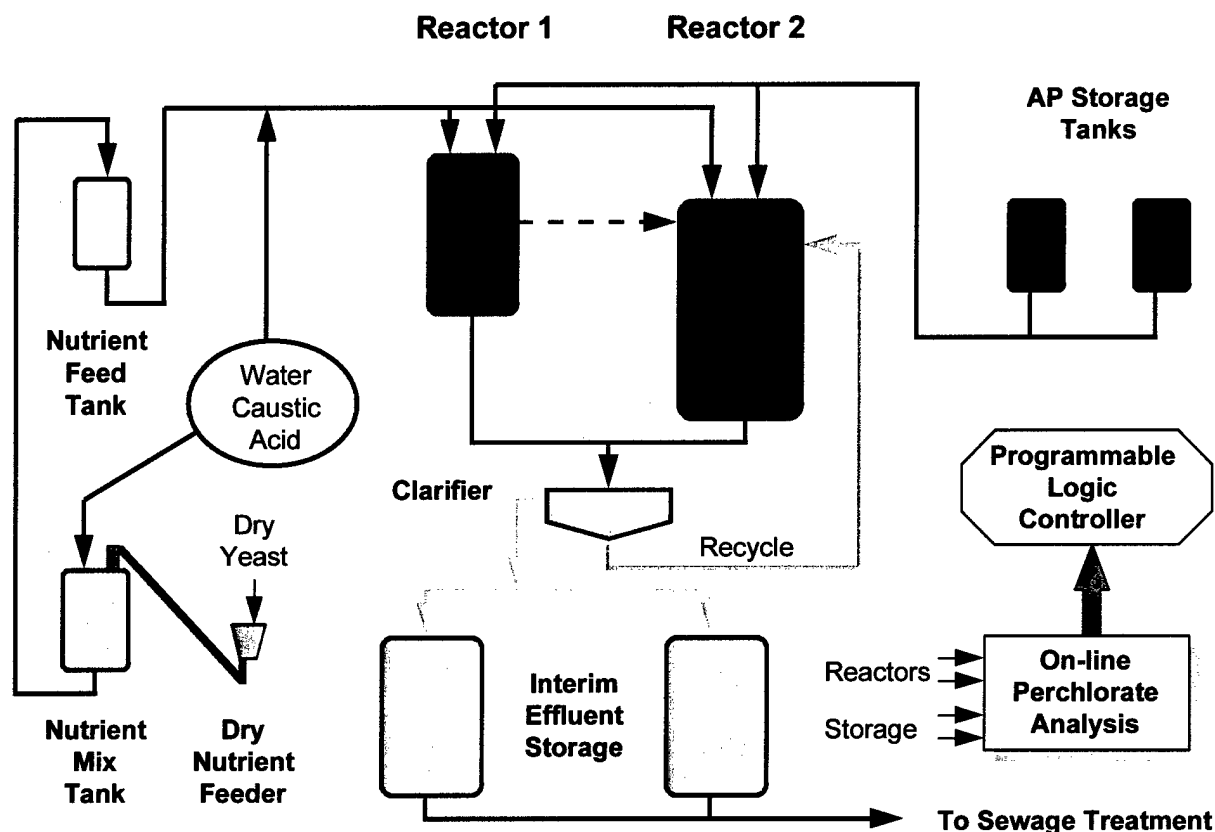 Reactor 1
Reactor 2
AP Storage
Tanks
Nutrient
Feed
Tank
Water
Caustic
Acid
Programmable
Logic
Controller
Clarifier
Dry
Yeast
Recycle
Reactors
Storage
On-line
Perchlorate
Analysis
Interim
Effluent
Storage
Nutrient
Mix
Tank
Dry
Nutrient
Feeder
To Sewage Treatment